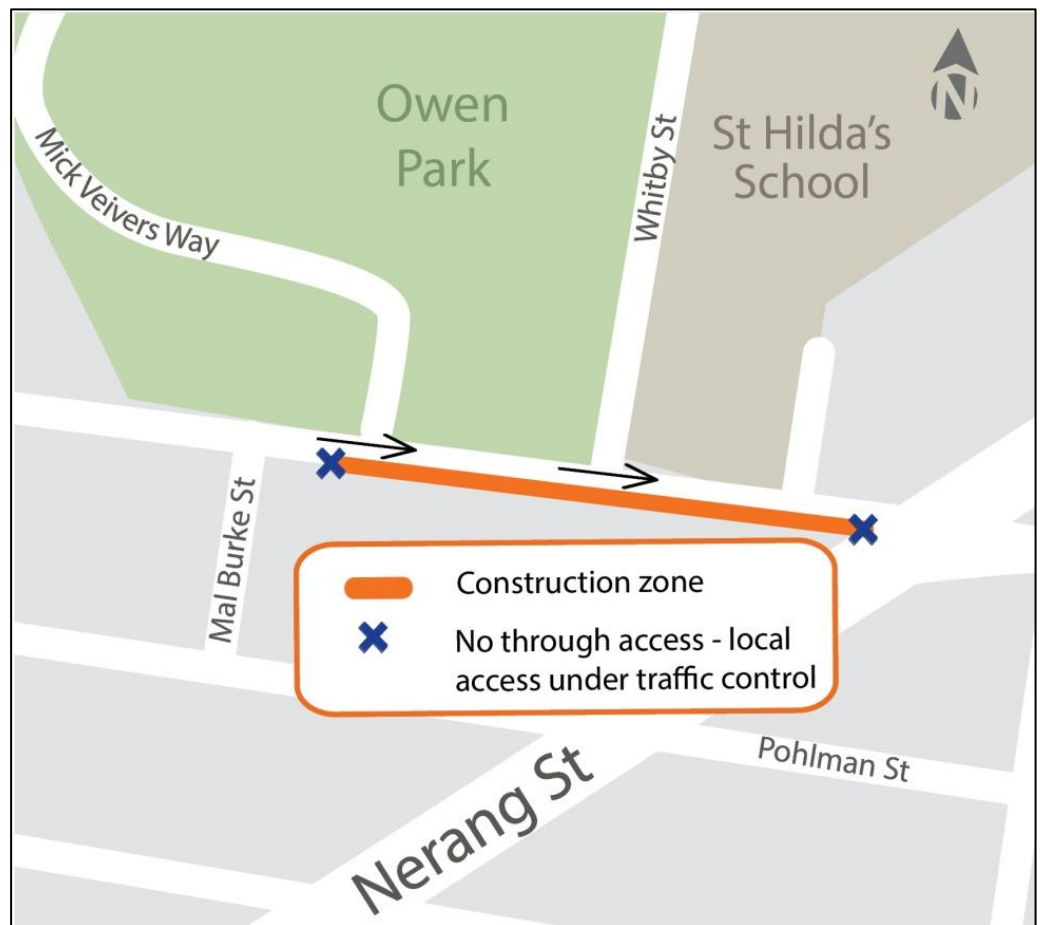 Owen
Park
N
St Hilda's
School
Whitby St
Mick Veivers Way
Mal Burke St
Construction zone
No through access - local
access under traffic control
Nerang St
Pohlman St